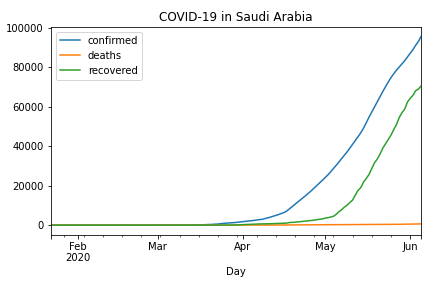 COVID-19 in Saudi Arabia
confirmed
deaths
recovered
100000
80000
60000
40000
20000
0
Feb Mar Apr May Jun
2020
Day